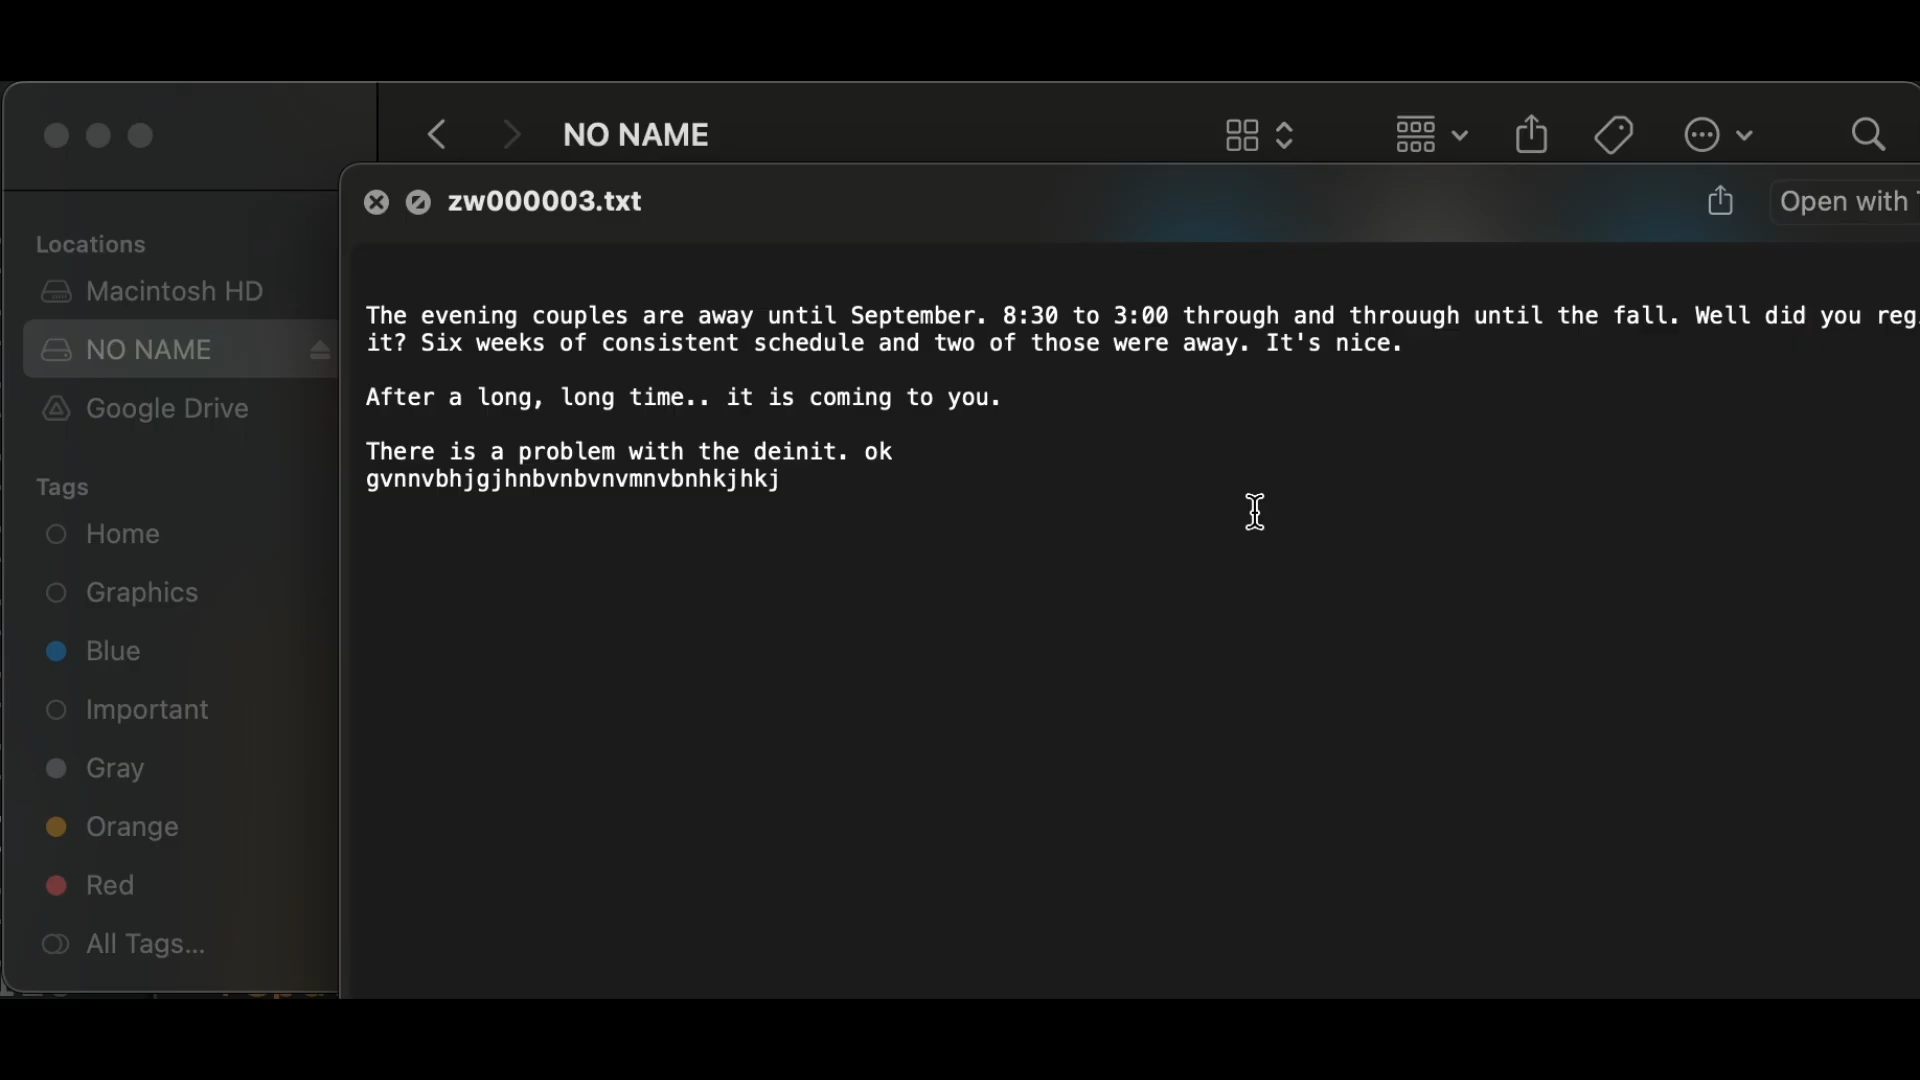 NO NAME
zw000003.txt
Open with
Locations
Macintosh HD
NO NAME
Google Drive
Tags
Home
Graphics
Blue
Important
Gray
Orange
Red
All Tags...
The evening couples are away until September. 8:30 to 3:00 through and throuugh until the fall. Well did you reg
it? Six weeks of consistent schedule and two of those were away. It's nice.
After a long, long time.. it is coming to you.
There is a problem with the deinit. ok
gvnnvbhjgjhnbvnbvnvmnvbnhkjhkj